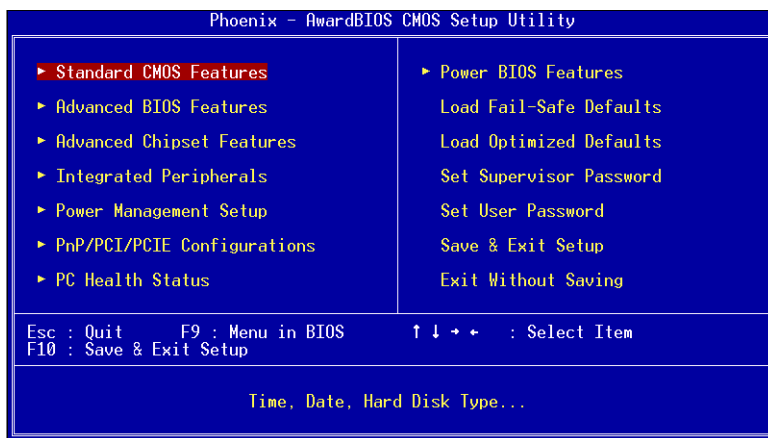 Phoenix - AwardBIOS CMOS Setup Utility
► Standard CMOS Features
► Advanced BIOS Features
► Advanced Chipset Features
► Integrated Peripherals
► Power Management Setup
► PnP/PCI/PCIE Configurations
► PC Health Status
► Power BIOS Features
Load Fail-Safe Defaults
Load Optimized Defaults
Set Supervisor Password
Set User Password
Save & Exit Setup
Exit Without Saving
Esc : Quit F9 : Menu in BIOS ↑ ↓ → ← : Select Item
F10 : Save & Exit Setup
Time, Date, Hard Disk Type...